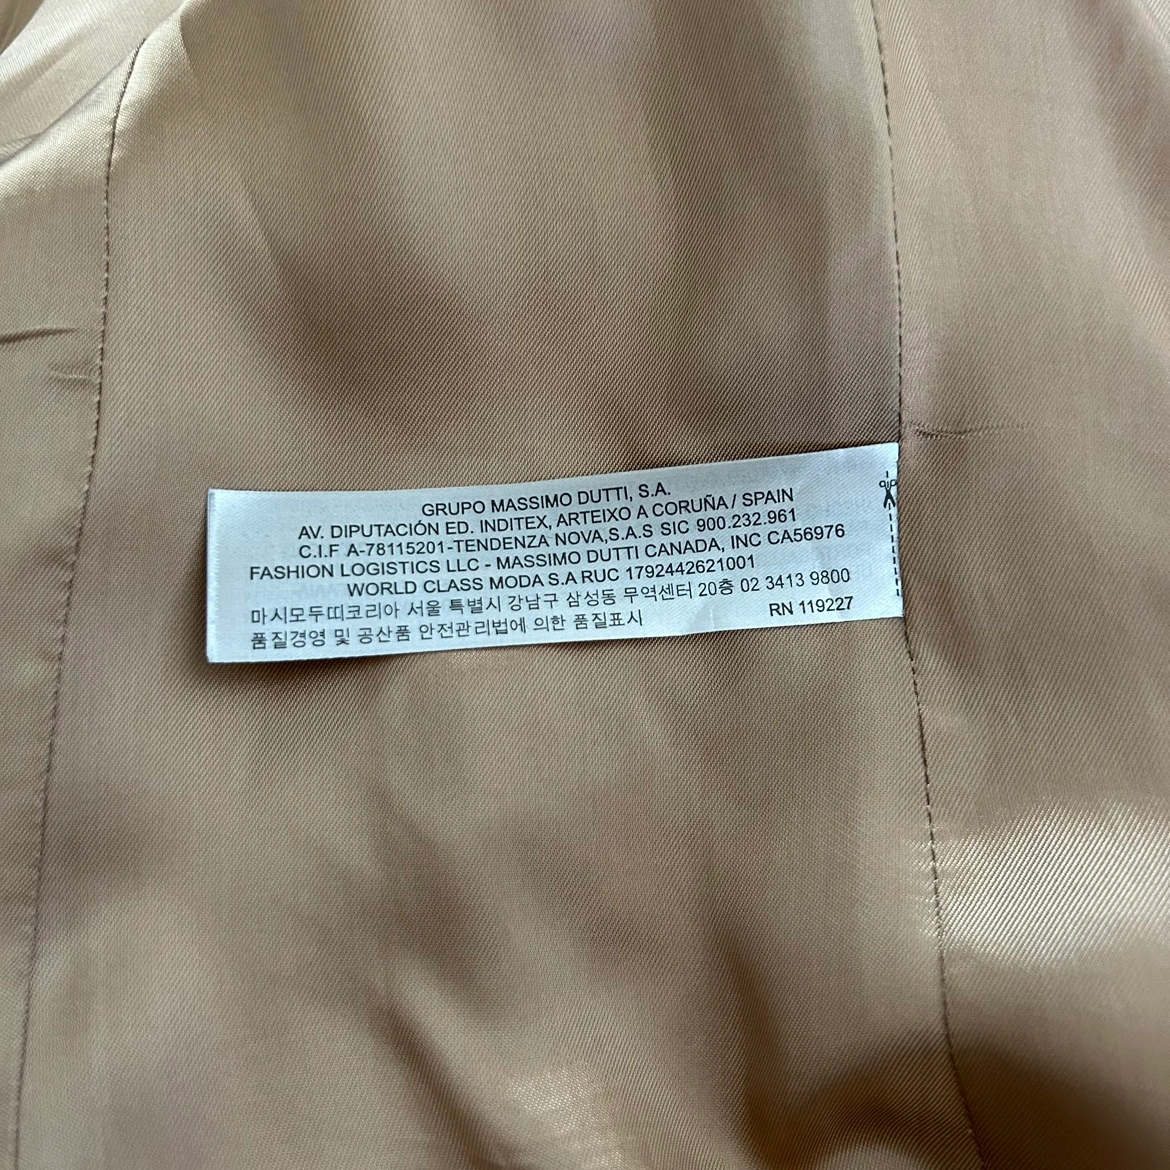 GRUPO MASSIMO DUTTI, S.A.
AV. DIPUTACIÓN ED. INDITEX, ARTEIXO A CORUÑA / SPAIN
C.I.F A-78115201-TENDENZA NOVA,S.A.S SIC 900.232.961
FASHION LOGISTICS LLC - MASSIMO DUTTI CANADA, INC CA56976
WORLD CLASS MODA S.A RUC 1792442621001
마시모두띠코리아 서울 특별시 강남구 삼성동 무역센터 20층 02 3413 9800
품질경영 및 공산품 안전관리법에 의한 품질표시
RN 119227